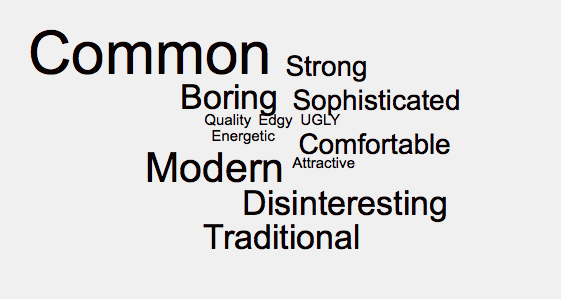 Common
Strong
Boring Sophisticated
Quality Edgy UGLY
Energetic
Comfortable
Modern Attractive
Disinteresting
Traditional